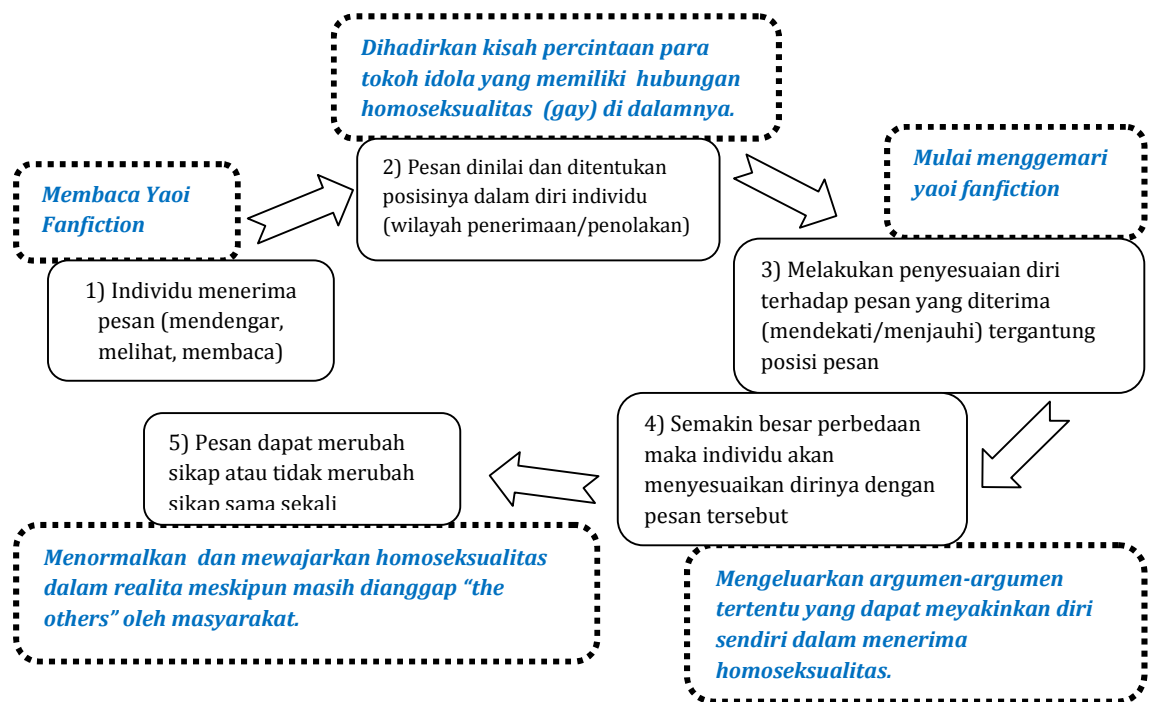 Dihadirkan kisah percintaan para
tokoh idola yang memiliki hubungan
homoseksualitas (gay) di dalamnya.
Membaca Yaoi
Fanfiction
2) Pesan dinilai dan ditentukan
posisinya dalam diri individu
(wilayah penerimaan/penolakan)
Mulai menggemari
yaoi fanfiction
1) Individu menerima
pesan (mendengar,
melihat, membaca)
3) Melakukan penyesuaian diri
terhadap pesan yang diterima
(mendekati/menjauhi) tergantung
posisi pesan
5) Pesan dapat merubah
sikap atau tidak merubah
sikap sama sekali
4) Semakin besar perbedaan
maka individu akan
menyesuaikan dirinya dengan
pesan tersebut
Menormalkan dan mewajarkan homoseksualitas
dalam realita meskipun masih dianggap “the
others” oleh masyarakat.
Mengeluarkan argumen-argumen
tertentu yang dapat meyakinkan diri
sendiri dalam menerima
homoseksualitas.